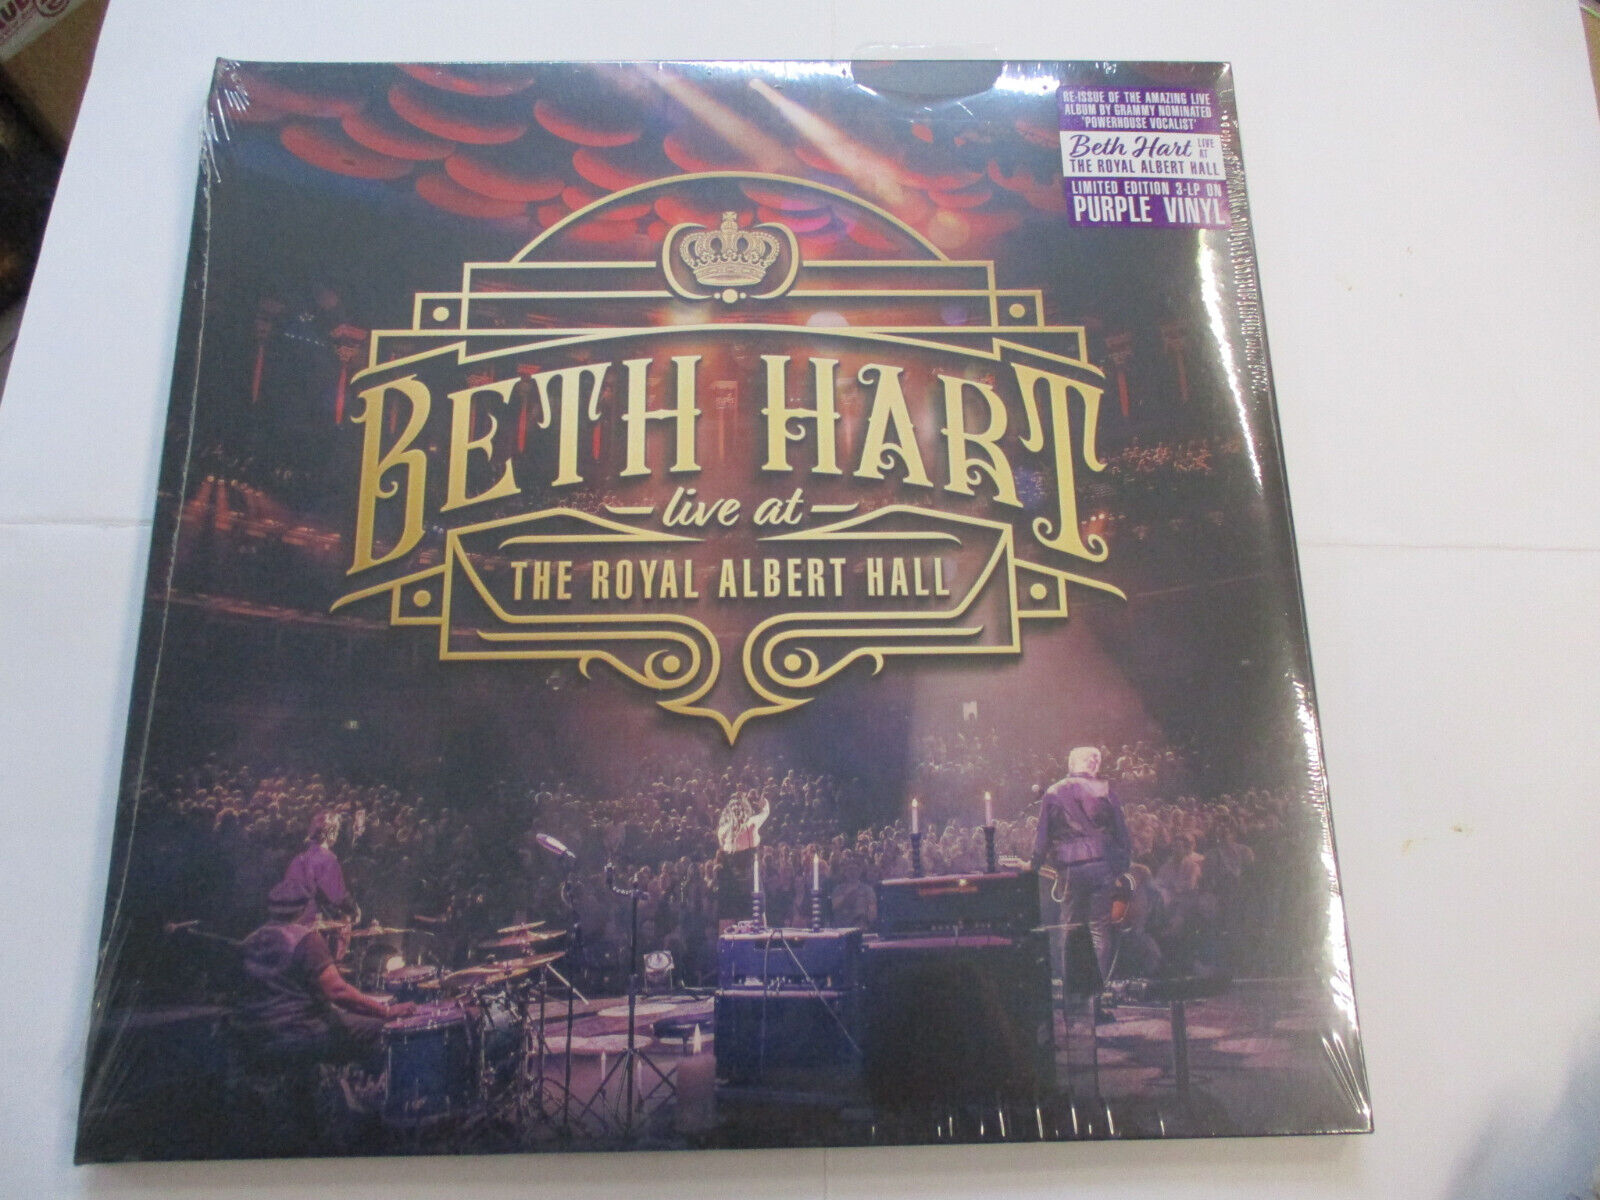 RE-ISSUE OF THE AMAZING LIVE
ALBUM BY GRAMMY NOMINATED
'POWERHOUSE VOCALIST'
Beth Hart LIVE AT
THE ROYAL ALBERT HALL
LIMITED EDITION 3-LP ON
PURPLE VINYL
BETH HART
live at
THE ROYAL ALBERT HALL